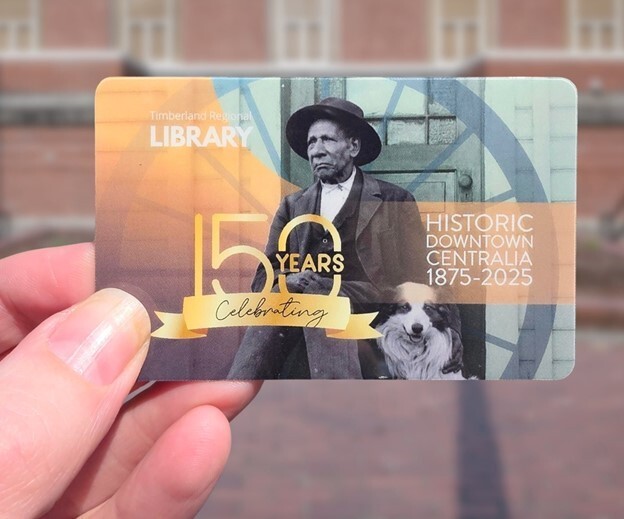 Timberland Regional
LIBRARY
150
YEARS
Celebrating
HISTORIC
DOWNTOWN
CENTRALIA
1875-2025